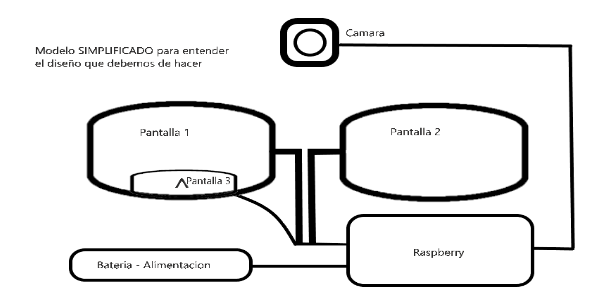 Camara
Modelo SIMPLIFICADO para entender
el diseño que debemos de hacer
Pantalla 1
Pantalla 2
Pantalla 3
Raspberry
Bateria - Alimentacion